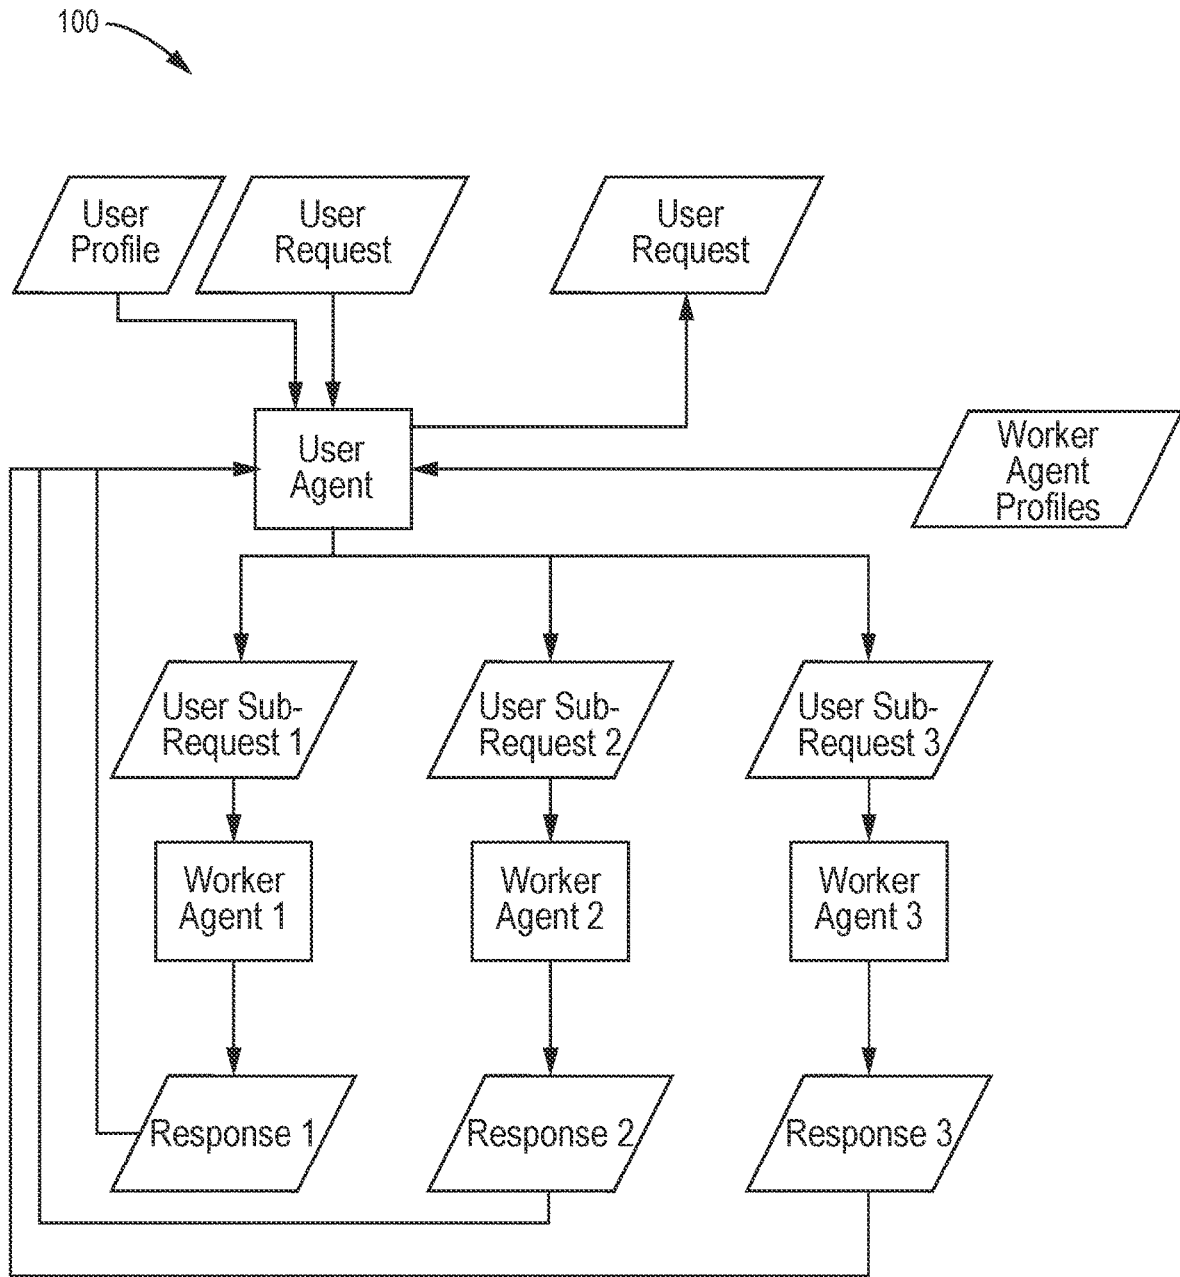 100
User
Profile
User
Request
User
Request
User
Agent
Worker
Agent
Profiles
User Sub-
Request 1
User Sub-
Request 2
User Sub-
Request 3
Worker
Agent 1
Worker
Agent 2
Worker
Agent 3
Response 1
Response 2
Response 3